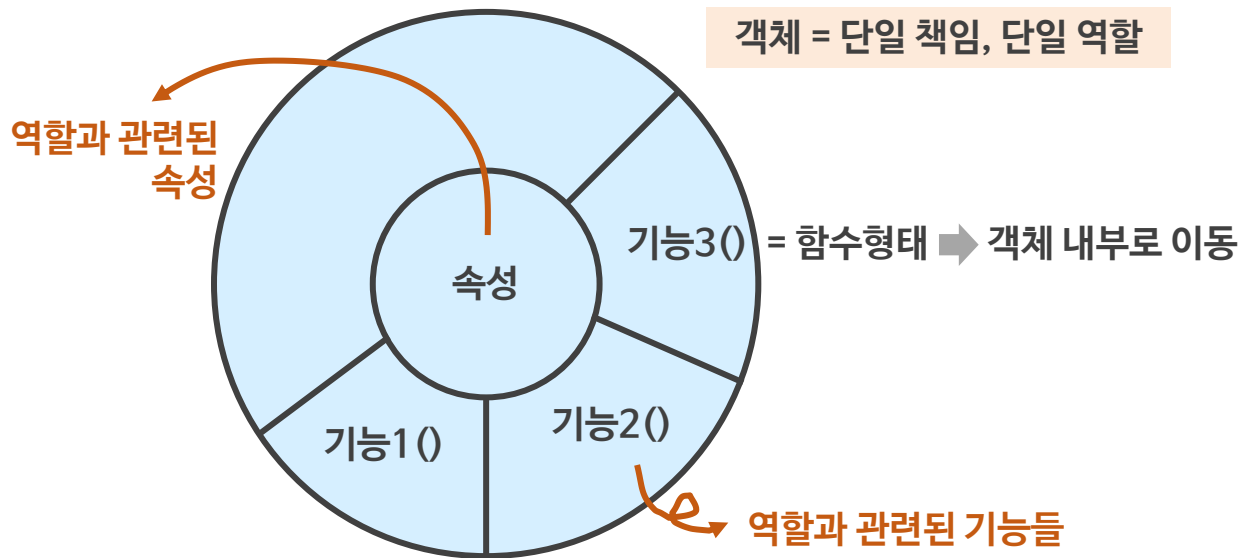 객체 = 단일 책임, 단일 역할
역할과 관련된
속성
기능3() = 함수형태 객체 내부로 이동
속성
기능1()
기능2()
역할과 관련된 기능들